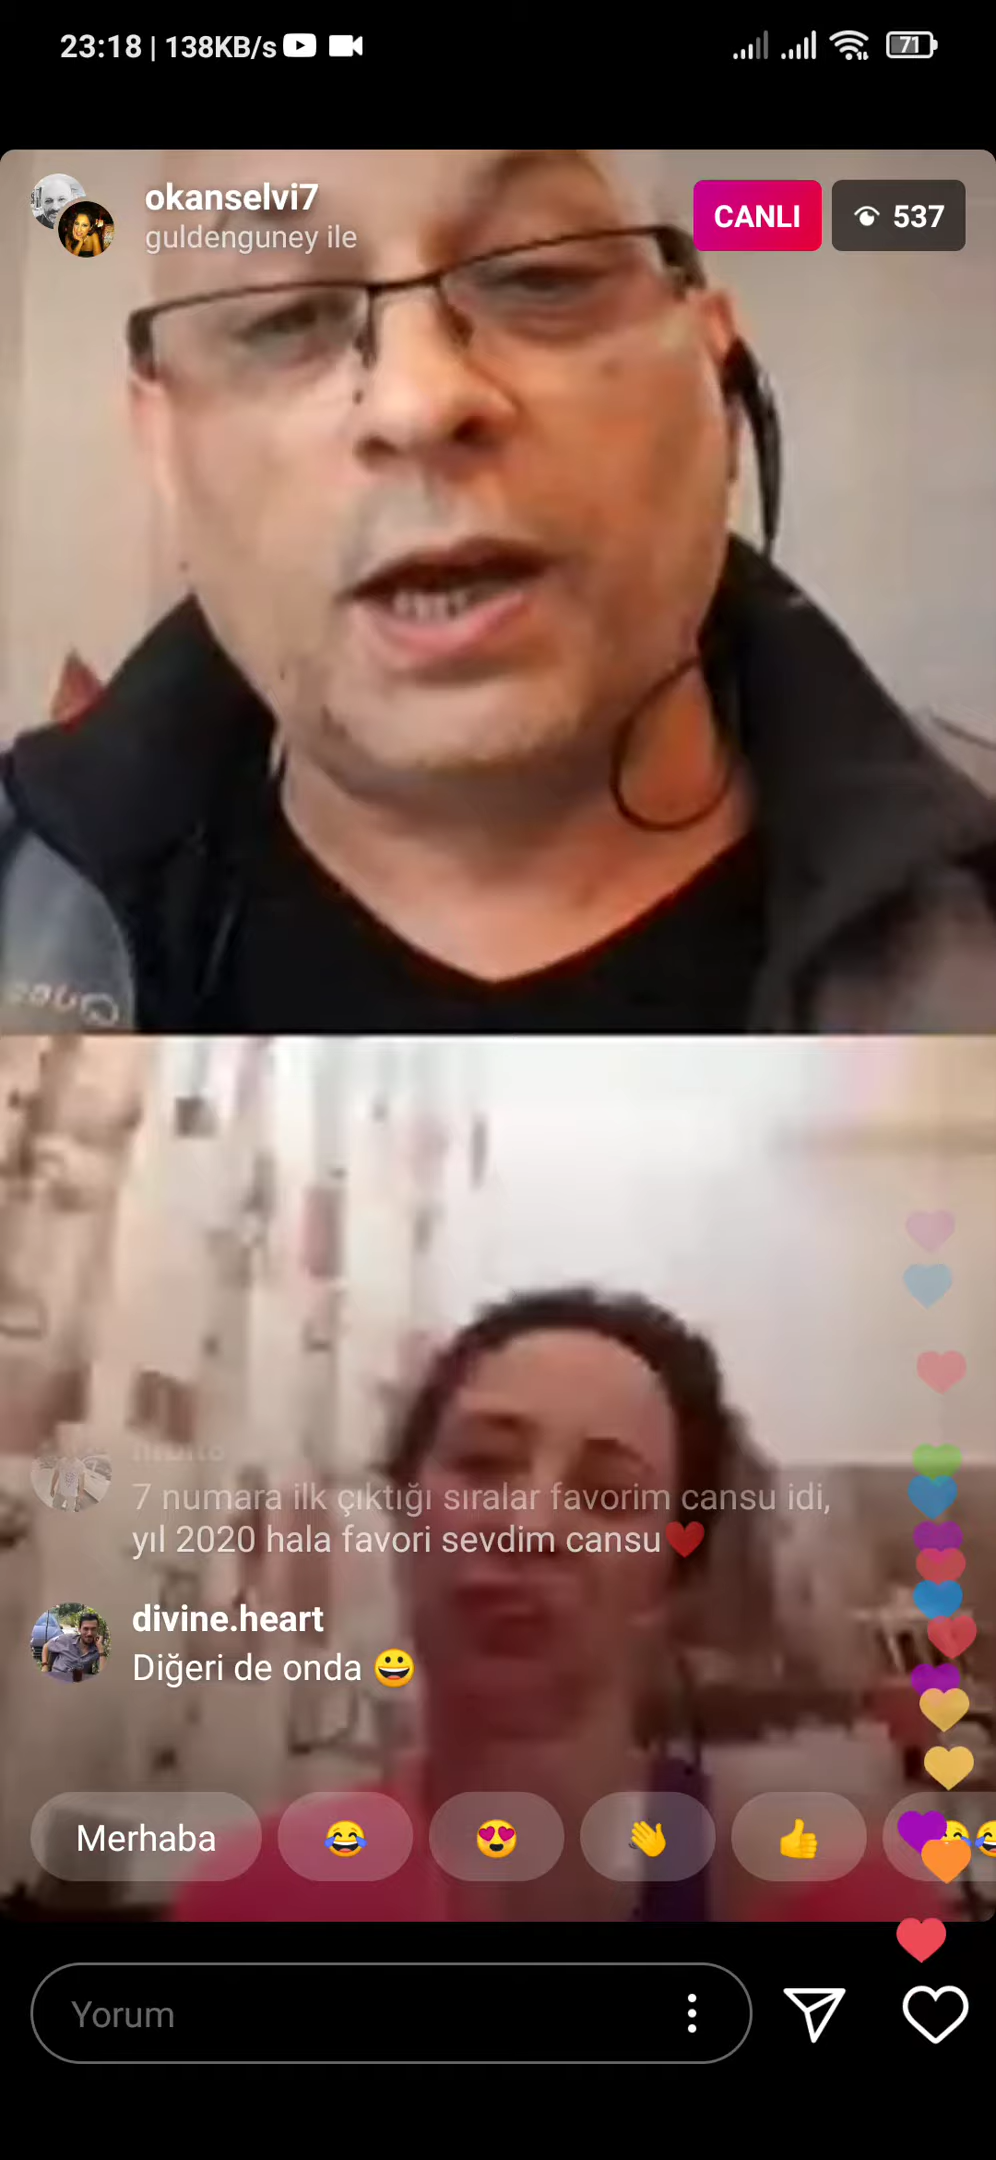 23:18 | 138KB/s
71
okanselvi7
guldenguney ile
CANLI
537
7 numara ilk çıktığı sıralar favorim cansu idi,
yıl 2020 hala favori sevdim cansu❤️
divine.heart
Diğeri de onda 😀
Merhaba
😂
😍
👋
👍
Yorum